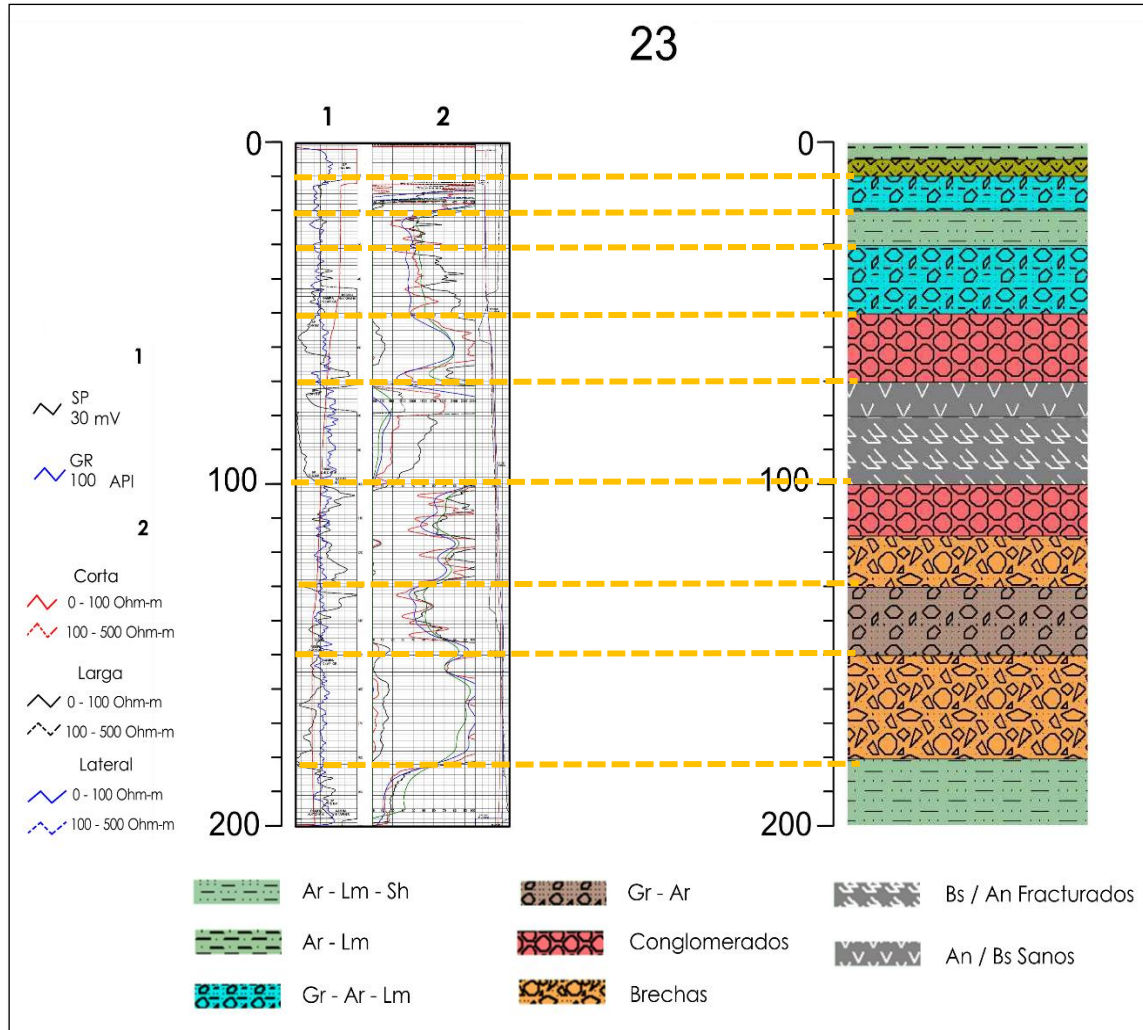 23
1 2
0
100
200
0
100
200
1
SP
30 mV
GR
100 API
2
Corta
0 - 100 Ohm-m
100 - 500 Ohm-m
Larga
0 - 100 Ohm-m
100 - 500 Ohm-m
Lateral
0 - 100 Ohm-m
100 - 500 Ohm-m
Ar - Lm - Sh
Gr - Ar
Bs / An Fracturados
Ar - Lm
Conglomerados
An / Bs Sanos
Gr - Ar - Lm
Brechas